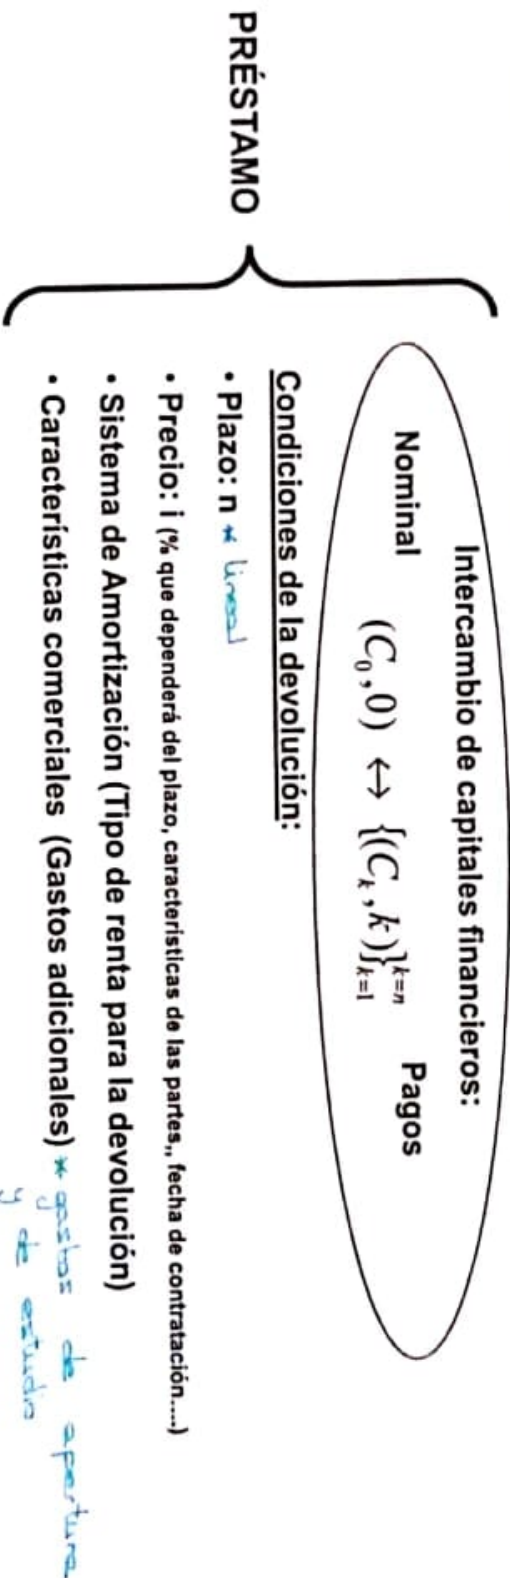 PRÉSTAMO
Intercambio de capitales financieros:
Nominal (C₀,0) ↔ {(Cₖ,k)}ₖ₌₁ᵏ⁼ⁿ Pagos
Condiciones de la devolución:
• Plazo: n * lineal
• Precio: i (% que dependerá del plazo, características de las partes,, fecha de contratación....)
• Sistema de Amortización (Tipo de renta para la devolución)
• Características comerciales (Gastos adicionales) * gastos de apertura
y de estudio